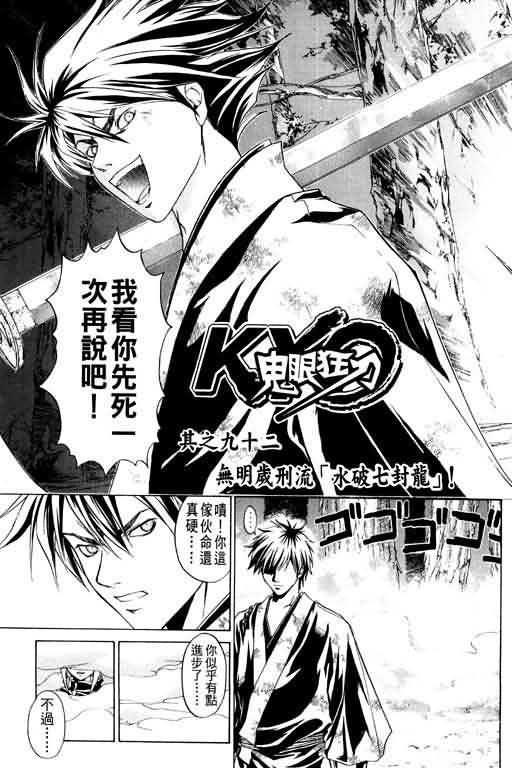 我看你先死一
次再說吧！
KYO
鬼眼狂刀
其之九十二
無明歲刑流「水破七封龍」！
ゴゴゴゴゴ
……
嘖！你這
傢伙命還
真硬……
你似乎有點
進步了……
不過……